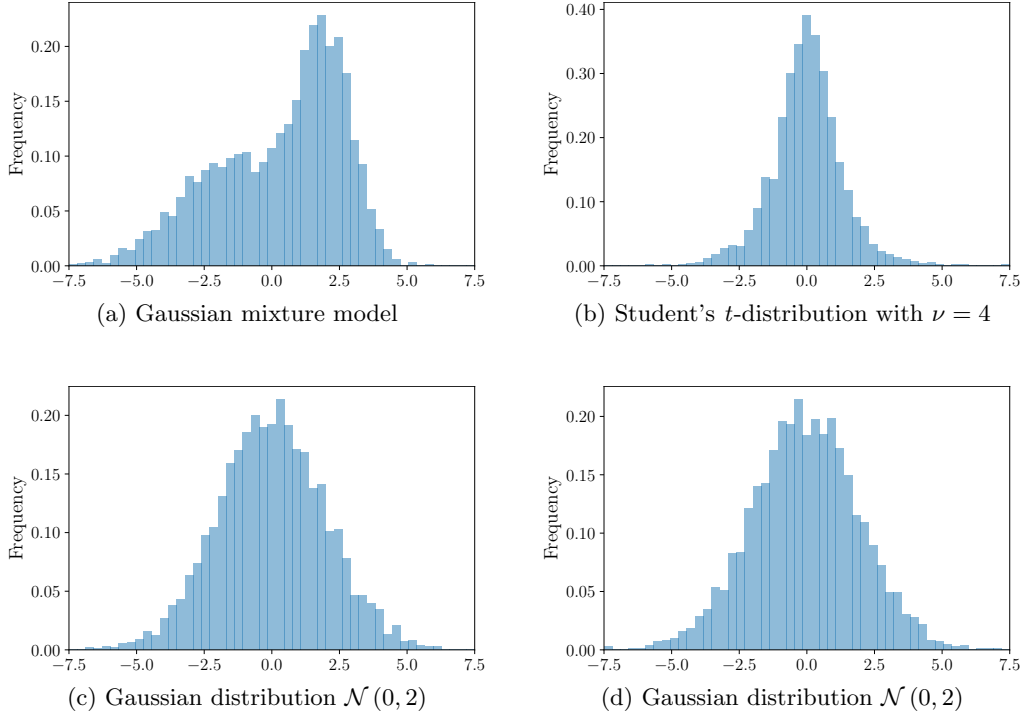 Frequency
0.20
0.15
0.10
0.05
0.00
−7.5 −5.0 −2.5 0.0 2.5 5.0 7.5
(a) Gaussian mixture model
Frequency
0.40
0.30
0.20
0.10
0.00
−7.5 −5.0 −2.5 0.0 2.5 5.0 7.5
(b) Student's t-distribution with ν = 4
Frequency
0.20
0.15
0.10
0.05
0.00
−7.5 −5.0 −2.5 0.0 2.5 5.0 7.5
(c) Gaussian distribution 𝒩 (0, 2)
Frequency
0.20
0.15
0.10
0.05
0.00
−7.5 −5.0 −2.5 0.0 2.5 5.0 7.5
(d) Gaussian distribution 𝒩 (0, 2)